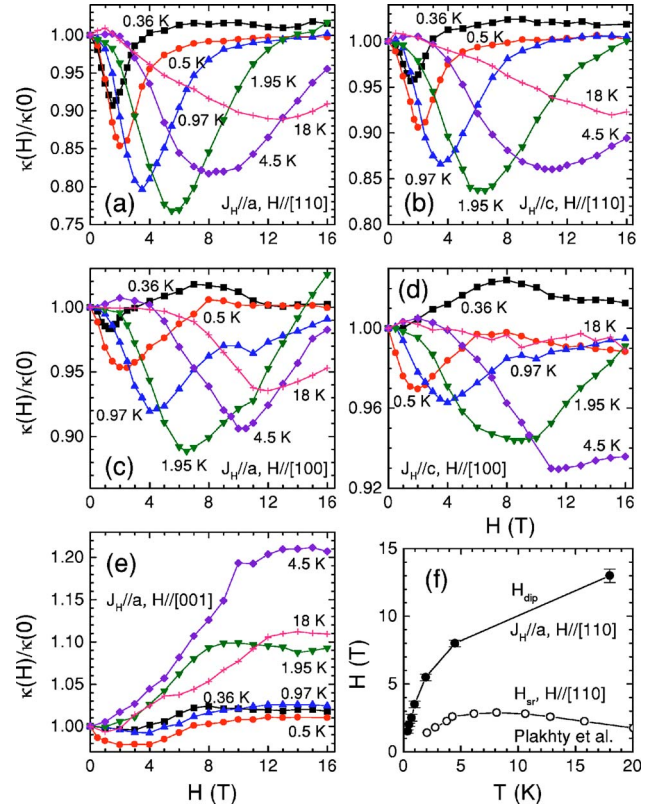 1.00
0.95
0.90
0.85
0.80
0.75
κ(H)/κ(0)
0.36 K
0.5 K
1.95 K
0.97 K
18 K
4.5 K
(a)
J_H//a, H//[110]
0 4 8 12 16
1.00
0.95
0.90
0.85
0.36 K
0.5 K
18 K
0.97 K
4.5 K
1.95 K
(b)
J_H//c, H//[110]
0 4 8 12 16
1.00
0.95
0.90
κ(H)/κ(0)
0.36 K
0.5 K
0.97 K
18 K
4.5 K
1.95 K
(c)
J_H//a, H//[100]
0 4 8 12 16
1.00
0.96
0.92
(d)
0.36 K
18 K
0.97 K
0.5 K
1.95 K
4.5 K
J_H//c, H//[100]
0 4 8 12 16
H (T)
1.20
1.15
1.10
1.05
1.00
κ(H)/κ(0)
(e)
4.5 K
J_H//a, H//[001]
18 K
1.95 K
0.36 K
0.97 K
0.5 K
0 4 8 12 16
H (T)
15
10
5
0
H (T)
(f)
H_dip
J_H//a, H//[110]
H_sr, H//[110]
Plakhty et al.
0 5 10 15 20
T (K)